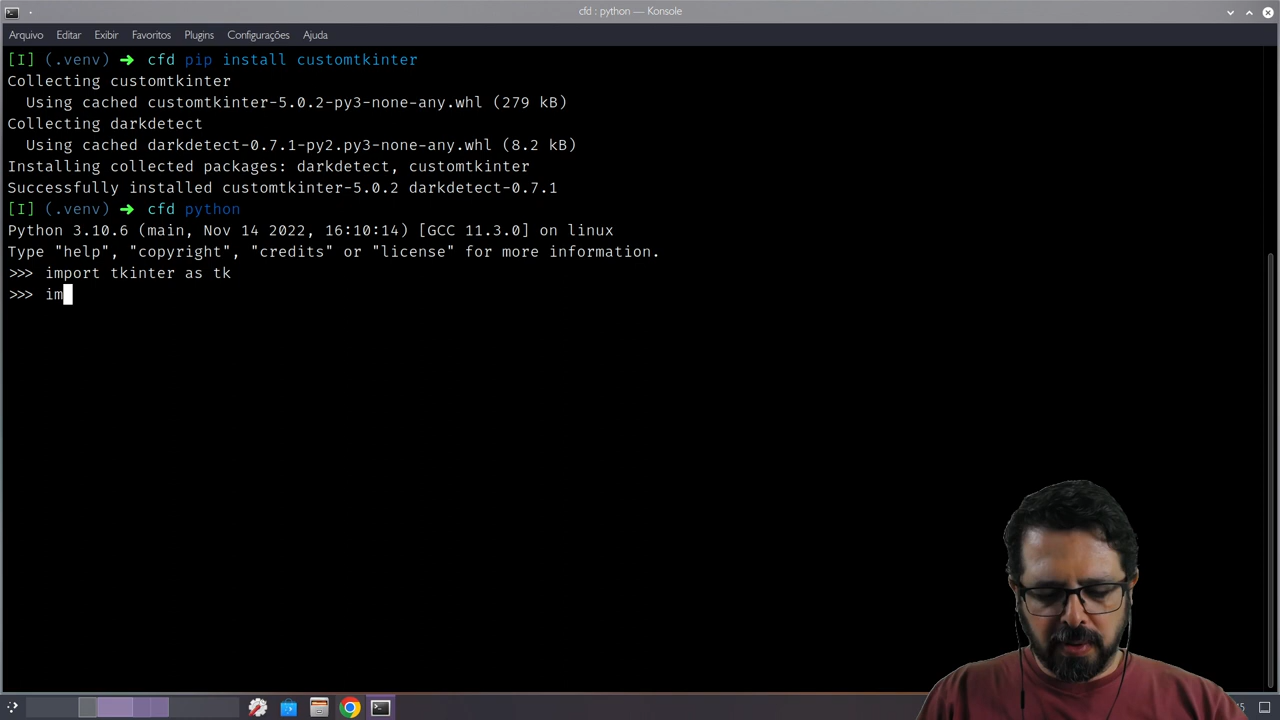 cfd : python — Konsole
Arquivo Editar Exibir Favoritos Plugins Configurações Ajuda
[I] (.venv) ➜ cfd pip install customtkinter
Collecting customtkinter
  Using cached customtkinter-5.0.2-py3-none-any.whl (279 kB)
Collecting darkdetect
  Using cached darkdetect-0.7.1-py2.py3-none-any.whl (8.2 kB)
Installing collected packages: darkdetect, customtkinter
Successfully installed customtkinter-5.0.2 darkdetect-0.7.1
[I] (.venv) ➜ cfd python
Python 3.10.6 (main, Nov 14 2022, 16:10:14) [GCC 11.3.0] on linux
Type "help", "copyright", "credits" or "license" for more information.
>>> import tkinter as tk
>>> im